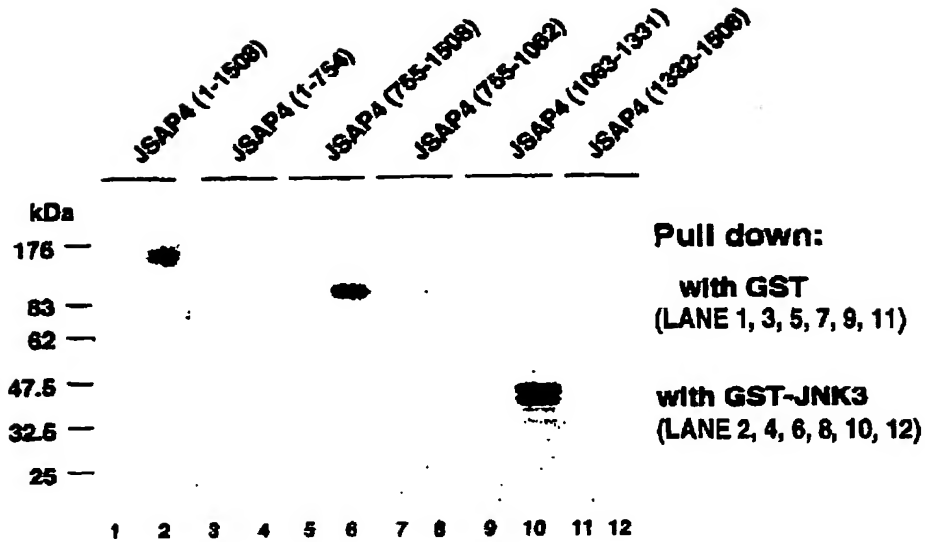 JSAP4 (1-1508)
JSAP4 (1-754)
JSAP4 (755-1508)
JSAP4 (755-1062)
JSAP4 (1063-1331)
JSAP4 (1332-1508)
kDa
175
83
62
47.5
32.5
25
Pull down:
with GST
(LANE 1, 3, 5, 7, 9, 11)
with GST-JNK3
(LANE 2, 4, 6, 8, 10, 12)
1 2 3 4 5 6 7 8 9 10 11 12